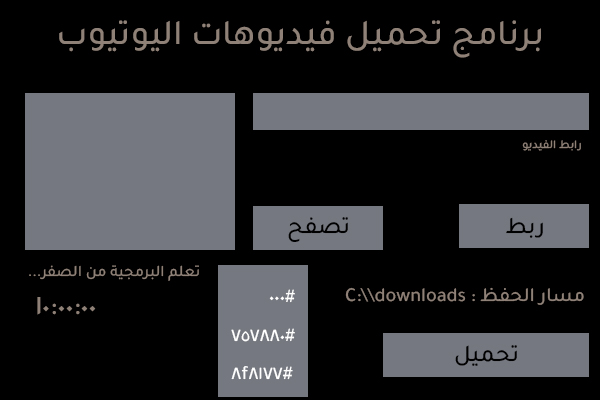 برنامج تحميل فيديوهات اليوتيوب
رابط الفيديو
ربط
تصفح
تعلم البرمجية من الصفر...
١٠:٠٠:٠٠
مسار الحفظ : C:\\downloads
#٠٠٠
#٧٥٧٨٨٠
#٨f٨١٧٧
تحميل